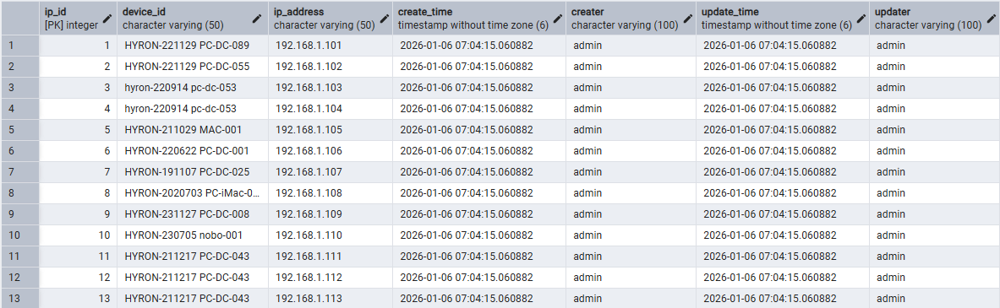 ip_id device_id ip_address create_time creater update_time updater
[PK] integer character varying (50) character varying (50) timestamp without time zone (6) character varying (100) timestamp without time zone (6) character varying (100)
1 1 HYRON-221129 PC-DC-089 192.168.1.101 2026-01-06 07:04:15.060882 admin 2026-01-06 07:04:15.060882 admin
2 2 HYRON-221129 PC-DC-055 192.168.1.102 2026-01-06 07:04:15.060882 admin 2026-01-06 07:04:15.060882 admin
3 3 hyron-220914 pc-dc-053 192.168.1.103 2026-01-06 07:04:15.060882 admin 2026-01-06 07:04:15.060882 admin
4 4 hyron-220914 pc-dc-053 192.168.1.104 2026-01-06 07:04:15.060882 admin 2026-01-06 07:04:15.060882 admin
5 5 HYRON-211029 MAC-001 192.168.1.105 2026-01-06 07:04:15.060882 admin 2026-01-06 07:04:15.060882 admin
6 6 HYRON-220622 PC-DC-001 192.168.1.106 2026-01-06 07:04:15.060882 admin 2026-01-06 07:04:15.060882 admin
7 7 HYRON-191107 PC-DC-025 192.168.1.107 2026-01-06 07:04:15.060882 admin 2026-01-06 07:04:15.060882 admin
8 8 HYRON-2020703 PC-iMac-0... 192.168.1.108 2026-01-06 07:04:15.060882 admin 2026-01-06 07:04:15.060882 admin
9 9 HYRON-231127 PC-DC-008 192.168.1.109 2026-01-06 07:04:15.060882 admin 2026-01-06 07:04:15.060882 admin
10 10 HYRON-230705 nobo-001 192.168.1.110 2026-01-06 07:04:15.060882 admin 2026-01-06 07:04:15.060882 admin
11 11 HYRON-211217 PC-DC-043 192.168.1.111 2026-01-06 07:04:15.060882 admin 2026-01-06 07:04:15.060882 admin
12 12 HYRON-211217 PC-DC-043 192.168.1.112 2026-01-06 07:04:15.060882 admin 2026-01-06 07:04:15.060882 admin
13 13 HYRON-211217 PC-DC-043 192.168.1.113 2026-01-06 07:04:15.060882 admin 2026-01-06 07:04:15.060882 admin